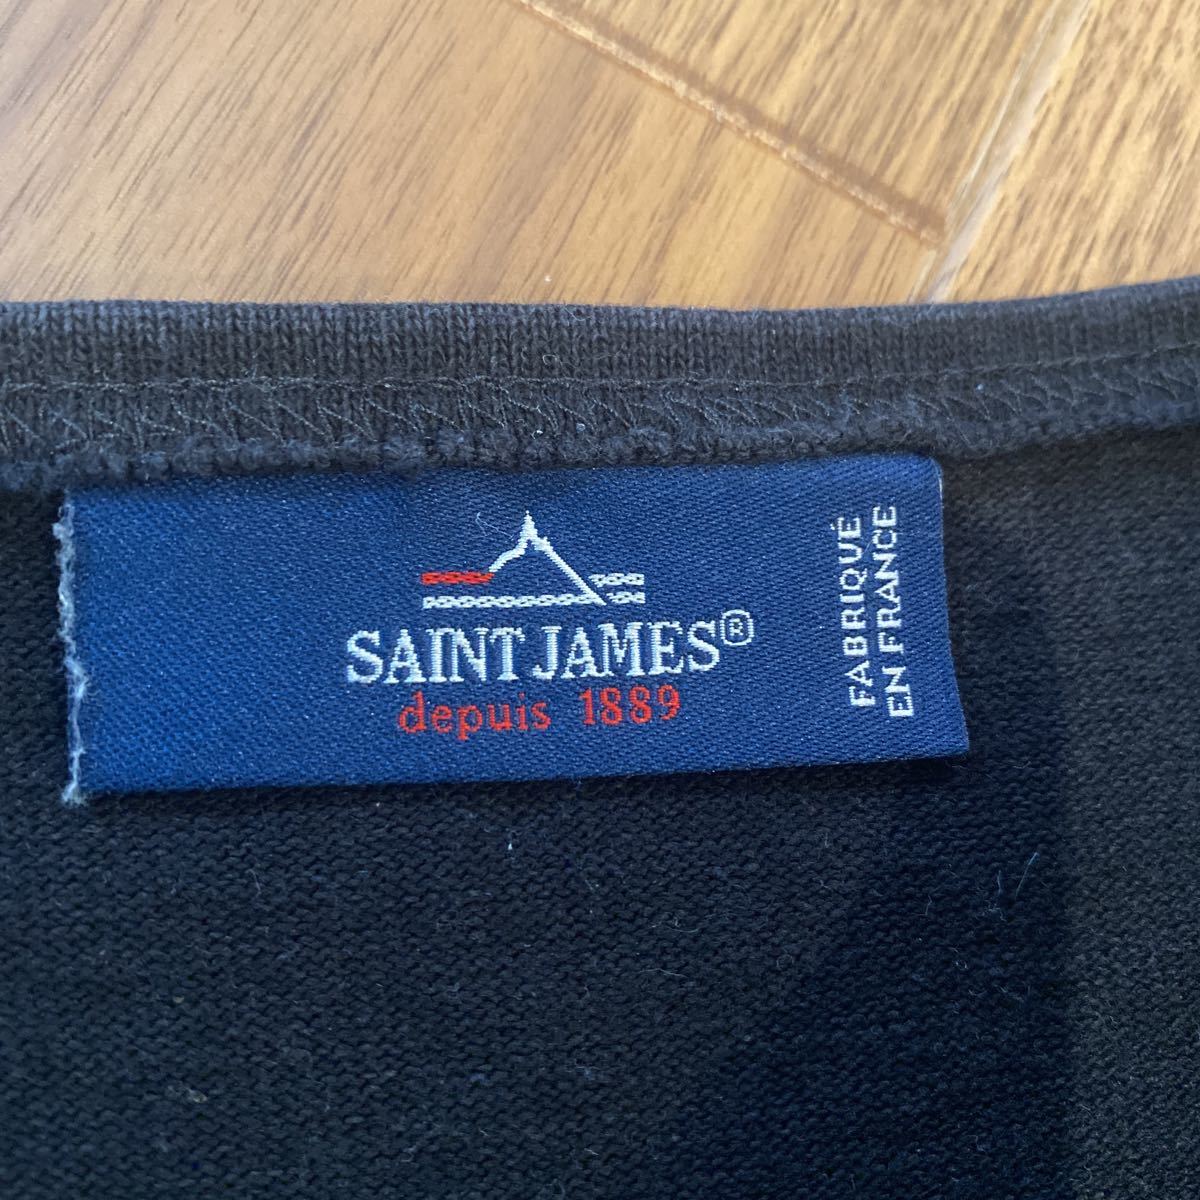 SAINT JAMES®
depuis 1889
FABRIQUÉ
EN FRANCE